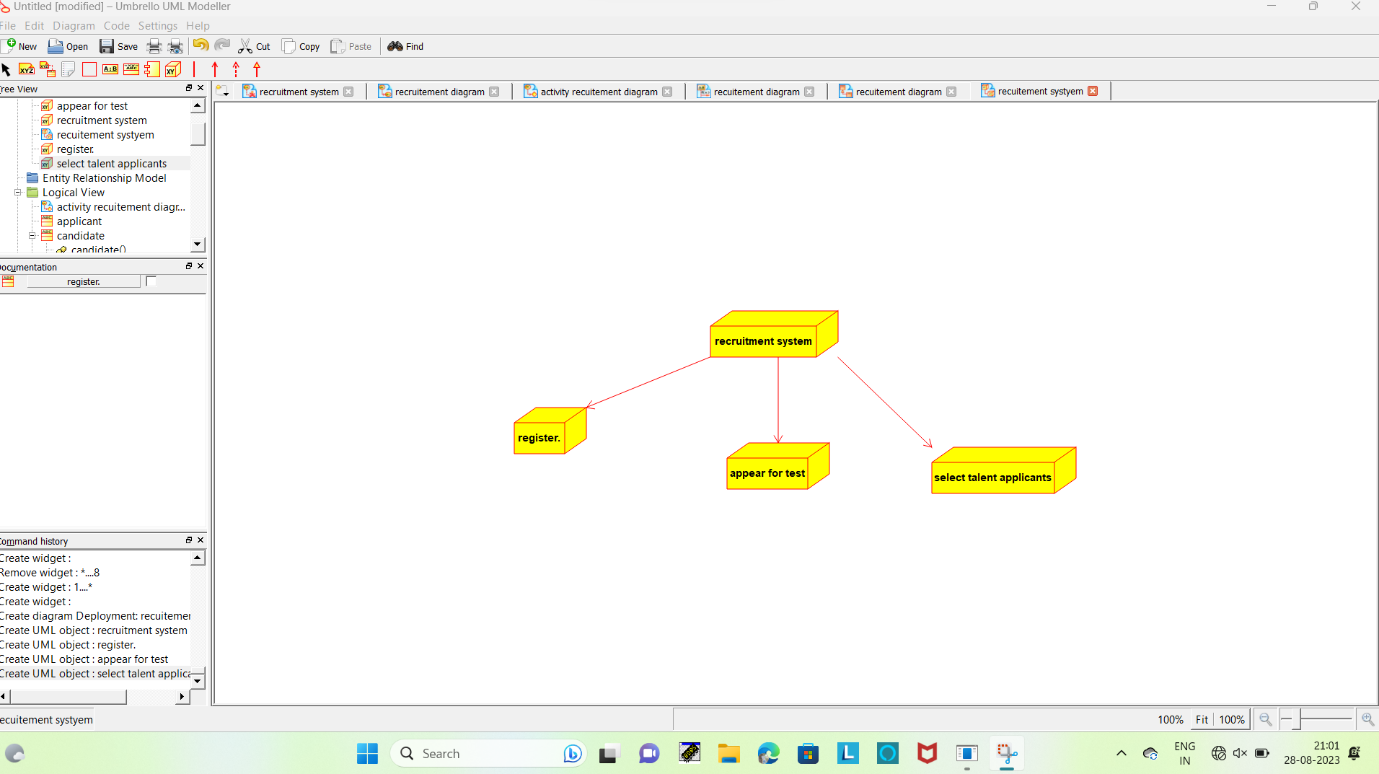 Untitled [modified] – Umbrello UML Modeller
File Edit Diagram Code Settings Help
New Open Save Cut Copy Paste Find
XYZ A:B XY
Tree View
recruitment system recruitement diagram activity recuitement diagram recuitement diagram recuitement diagram recuitement systyem
appear for test
recruitment system
recuitement systyem
register.
select talent applicants
Entity Relationship Model
Logical View
activity recuitement diagr...
applicant
candidate
candidate()
Documentation
register.
recruitment system
register.
appear for test
select talent applicants
Command history
Create widget :
Remove widget : *....8
Create widget : 1....*
Create widget :
Create diagram Deployment: recuitemer
Create UML object : recruitment system
Create UML object : register.
Create UML object : appear for test
Create UML object : select talent applica
ecuitement systyem
100% Fit 100%
Search
L
ENG
IN
21:01
28-08-2023